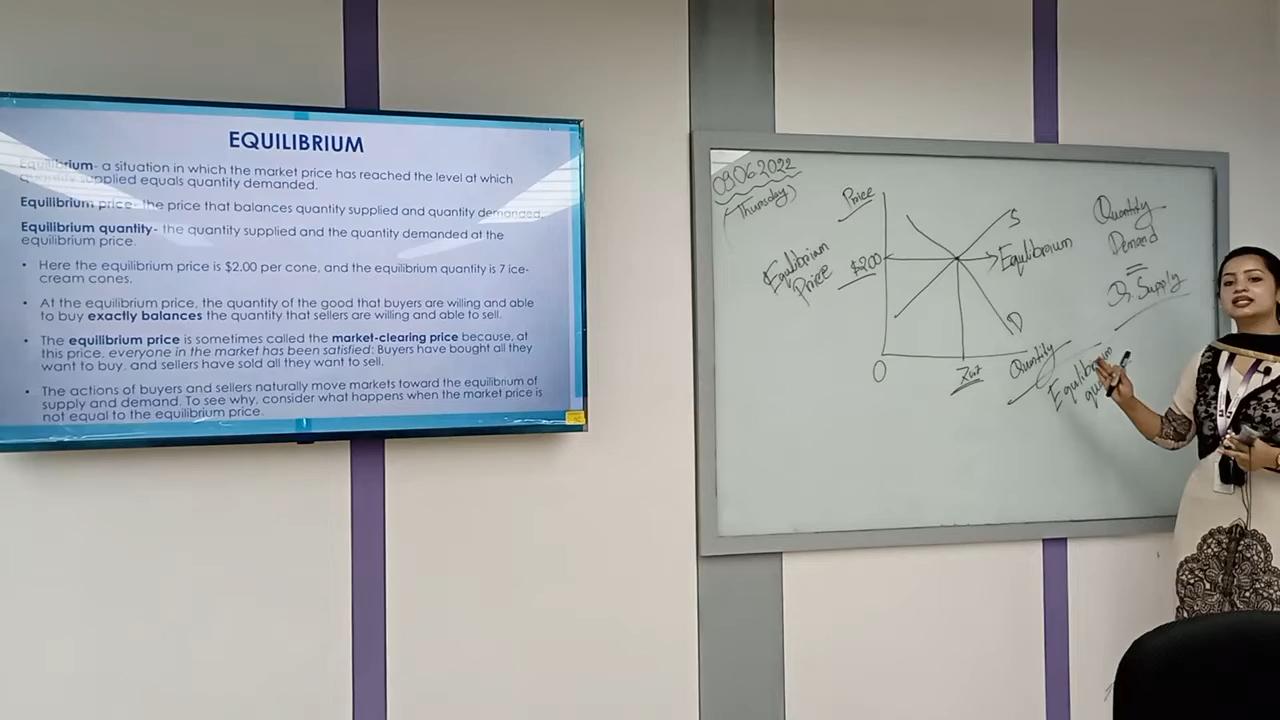 EQUILIBRIUM
Equilibrium- a situation in which the market price has reached the level at which
quantity supplied equals quantity demanded.
Equilibrium price- the price that balances quantity supplied and quantity demanded.
Equilibrium quantity- the quantity supplied and the quantity demanded at the
equilibrium price.
• Here the equilibrium price is $2.00 per cone, and the equilibrium quantity is 7 ice-
cream cones.
• At the equilibrium price, the quantity of the good that buyers are willing and able
to buy exactly balances the quantity that sellers are willing and able to sell.
• The equilibrium price is sometimes called the market-clearing price because, at
this price, everyone in the market has been satisfied: Buyers have bought all they
want to buy, and sellers have sold all they want to sell.
• The actions of buyers and sellers naturally move markets toward the equilibrium of
supply and demand. To see why, consider what happens when the market price is
not equal to the equilibrium price.
09.06.2022
(Thursday)
Price
S
Equilibrium
Equilibrium
Price
$2.00
D
0
Quantity
Quantity
Demand
=
Supply
Equilibrium